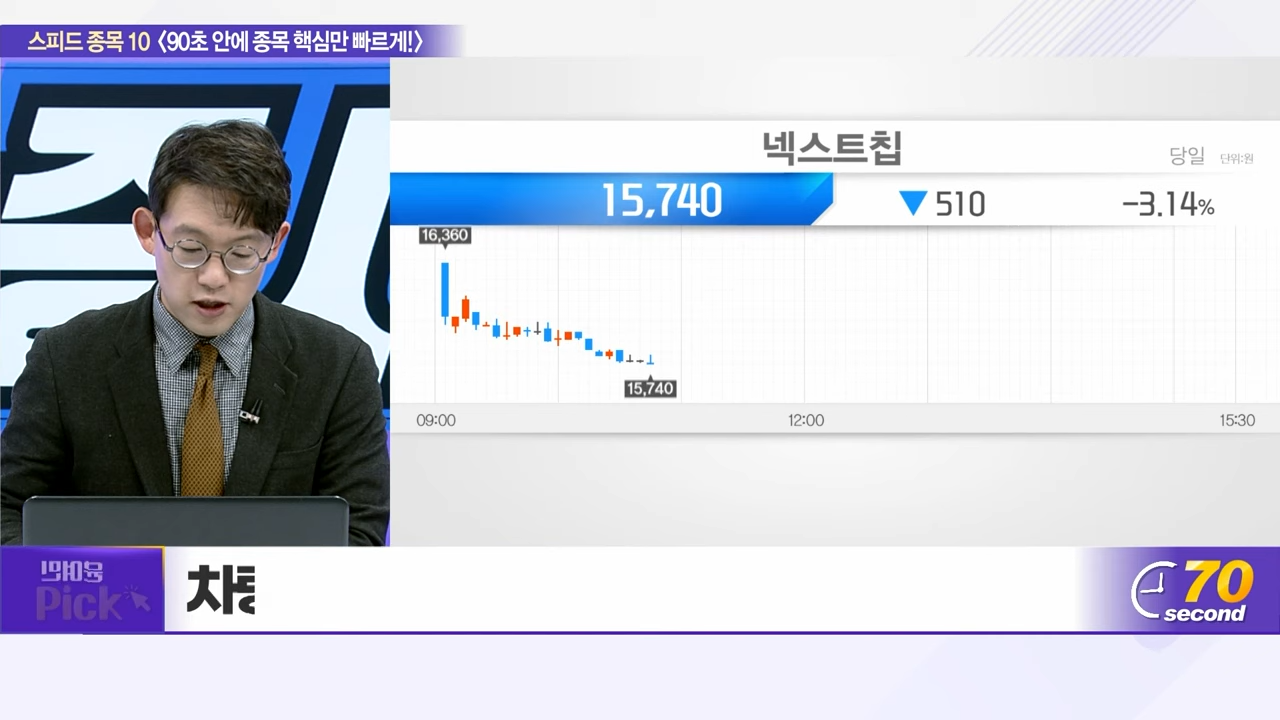 스피드 종목 10 〈90초 안에 종목 핵심만 빠르게!〉
넥스트칩
당일 단위:원
15,740 ▼510 -3.14%
16,360
15,740
09:00 12:00 15:30
Pick
70
second